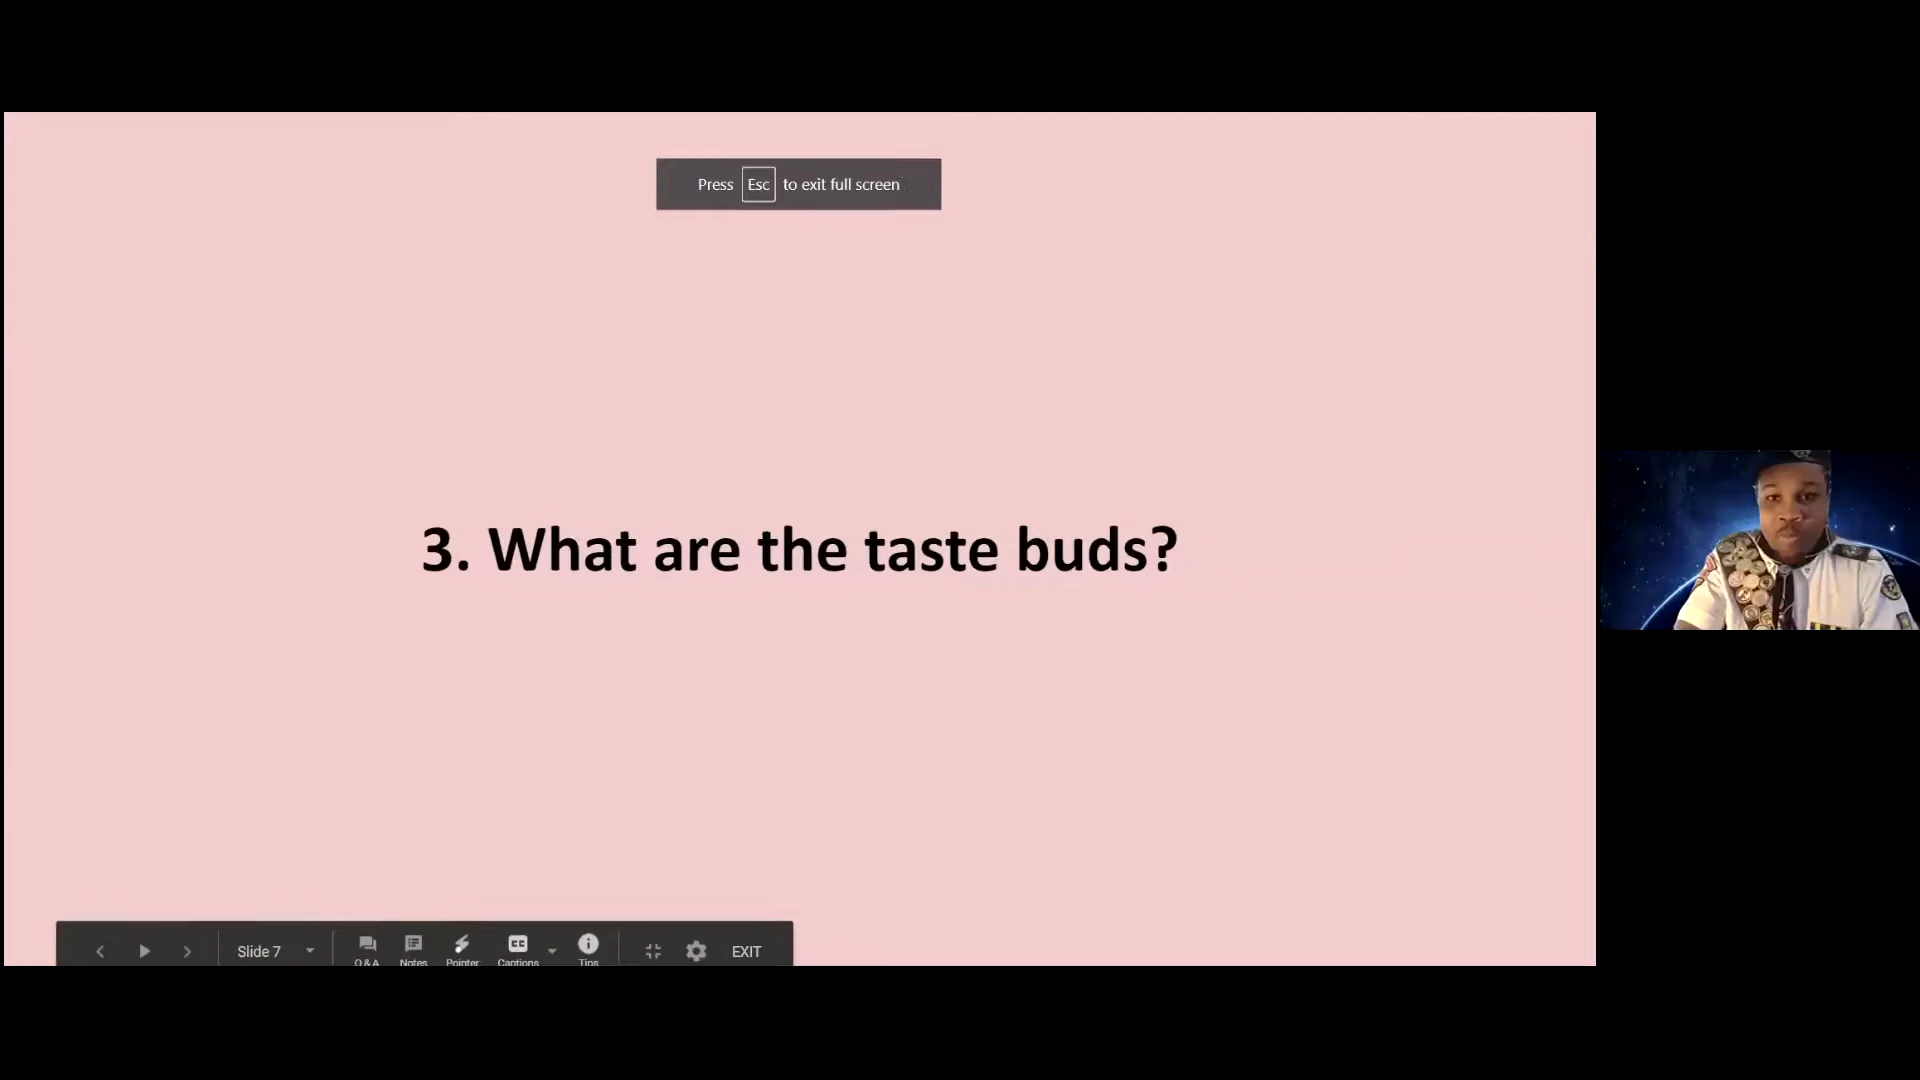 Press Esc to exit full screen
3. What are the taste buds?
Slide 7
Q & A
Notes
Pointer
Captions
Tips
EXIT